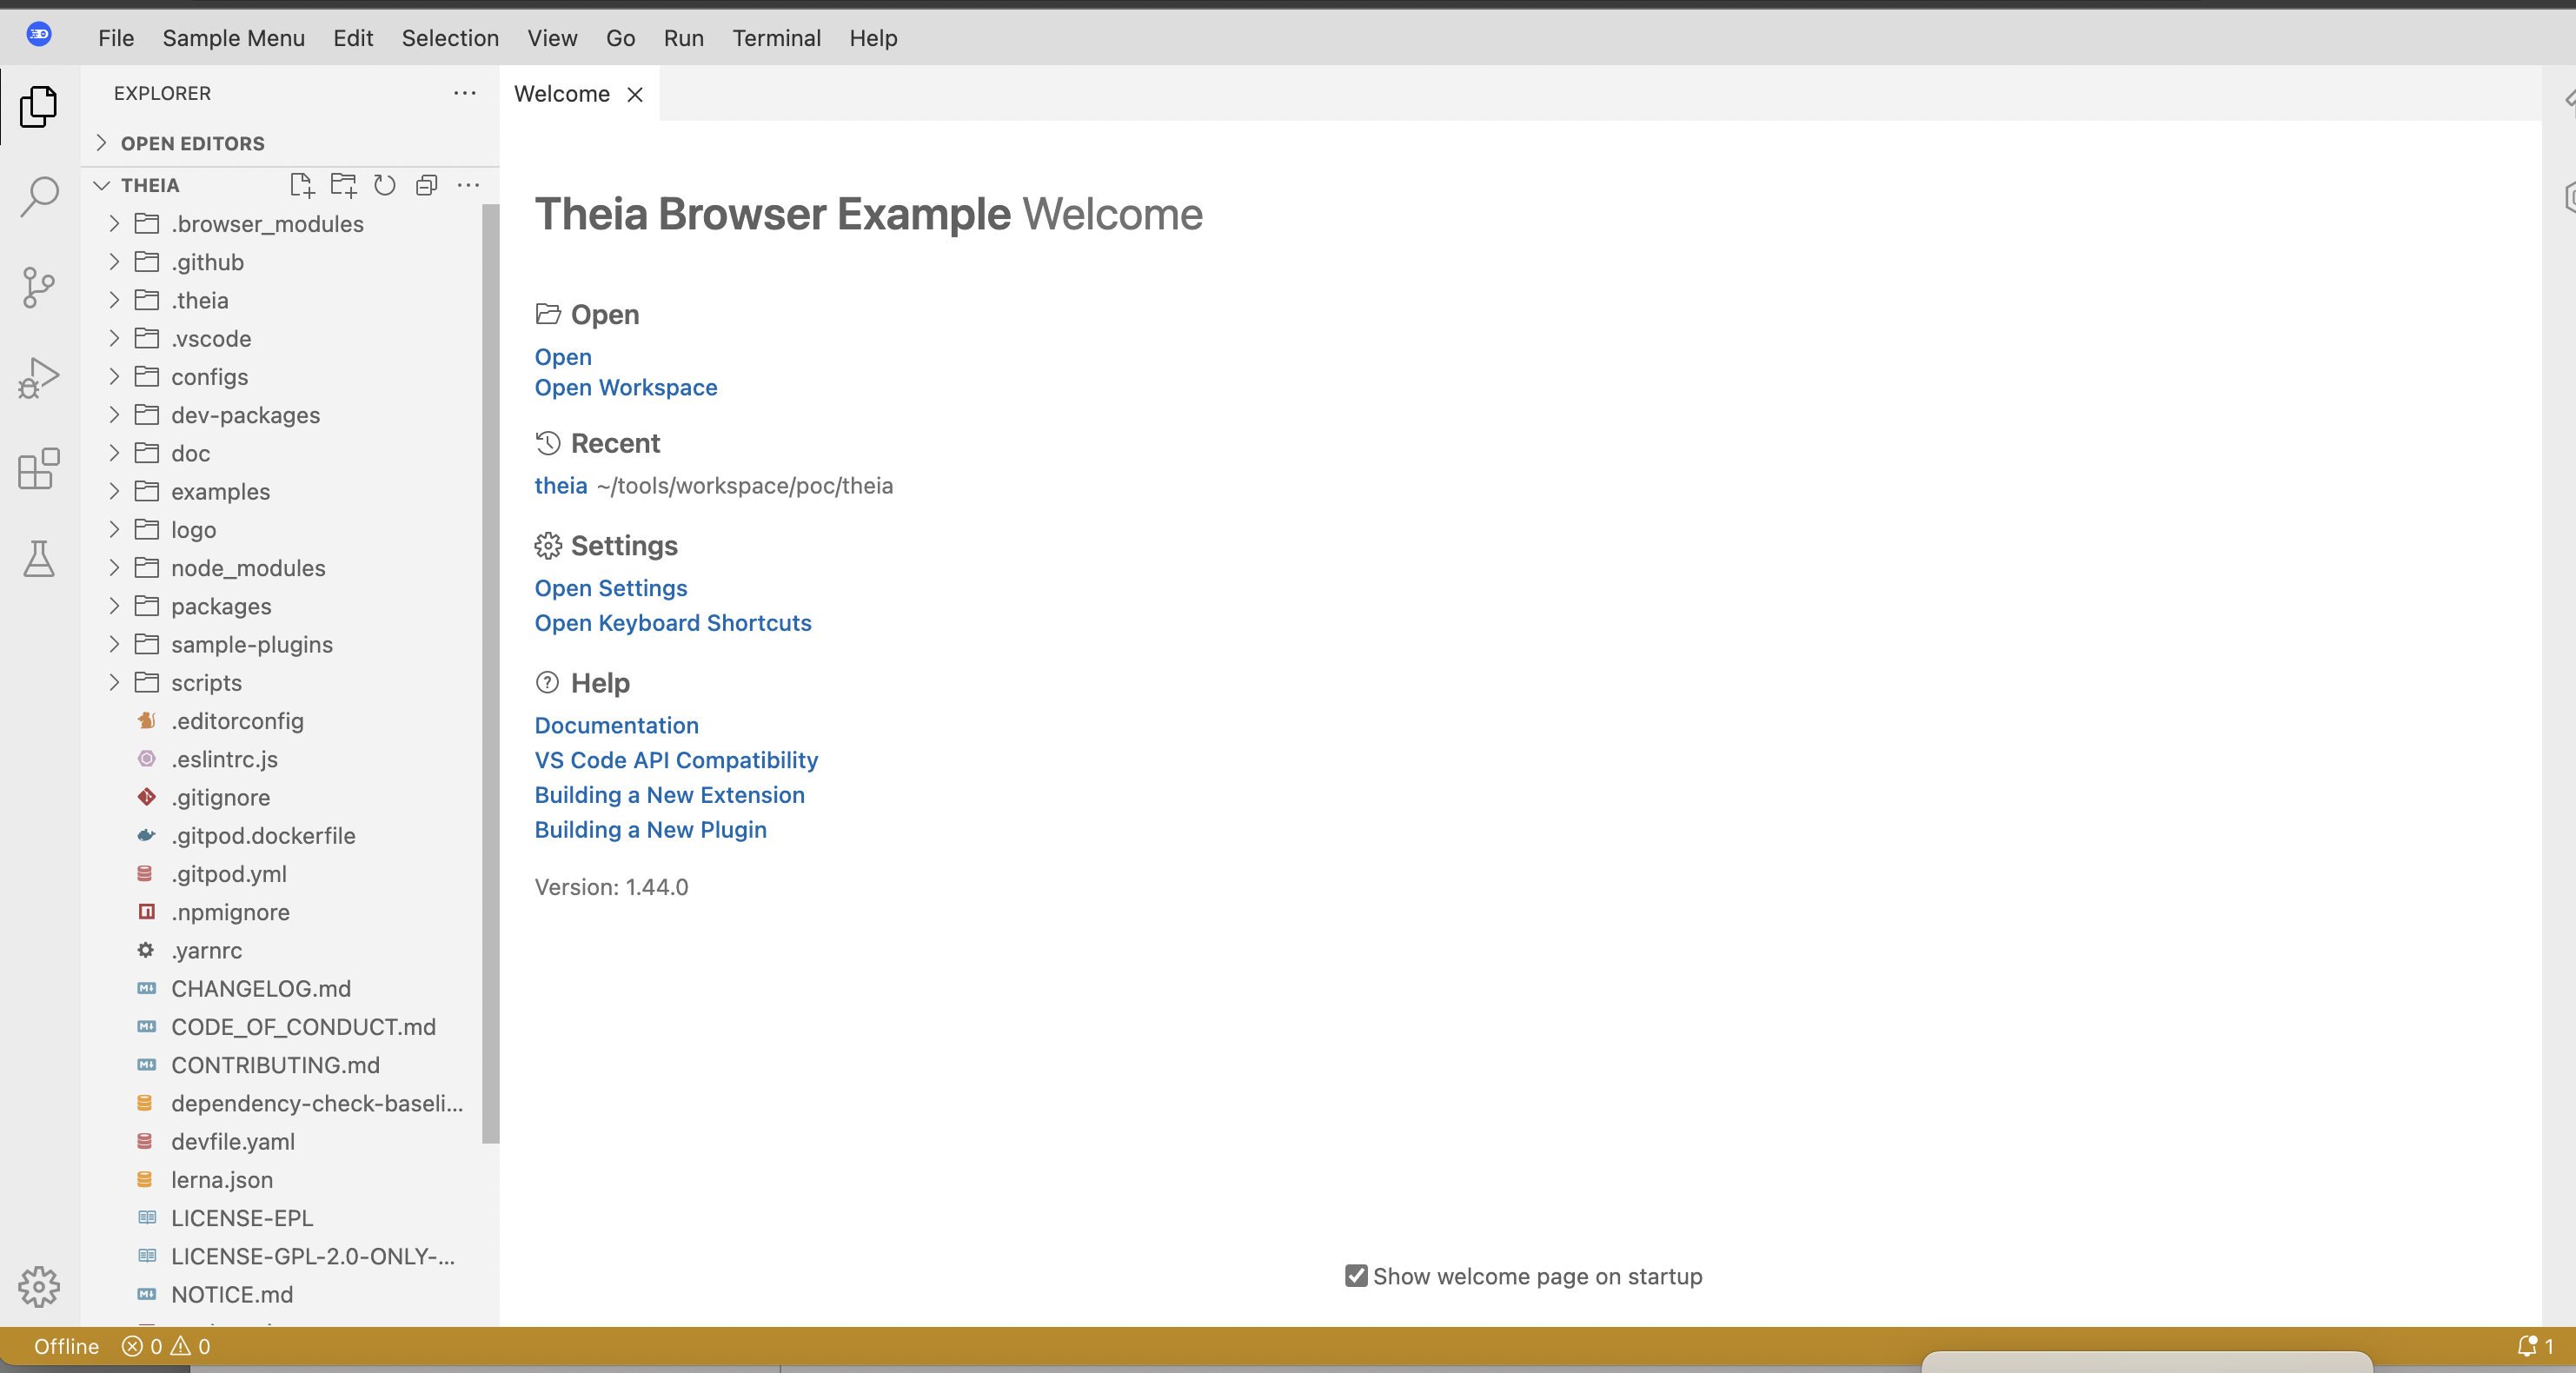 File Sample Menu Edit Selection View Go Run Terminal Help
EXPLORER
OPEN EDITORS
THEIA
.browser_modules
.github
.theia
.vscode
configs
dev-packages
doc
examples
logo
node_modules
packages
sample-plugins
scripts
.editorconfig
.eslintrc.js
.gitignore
.gitpod.dockerfile
.gitpod.yml
.npmignore
.yarnrc
CHANGELOG.md
CODE_OF_CONDUCT.md
CONTRIBUTING.md
dependency-check-baseli...
devfile.yaml
lerna.json
LICENSE-EPL
LICENSE-GPL-2.0-ONLY-...
NOTICE.md
Welcome
Theia Browser Example Welcome
Open
Open
Open Workspace
Recent
theia ~/tools/workspace/poc/theia
Settings
Open Settings
Open Keyboard Shortcuts
Help
Documentation
VS Code API Compatibility
Building a New Extension
Building a New Plugin
Version: 1.44.0
Show welcome page on startup
Offline 0 0 1